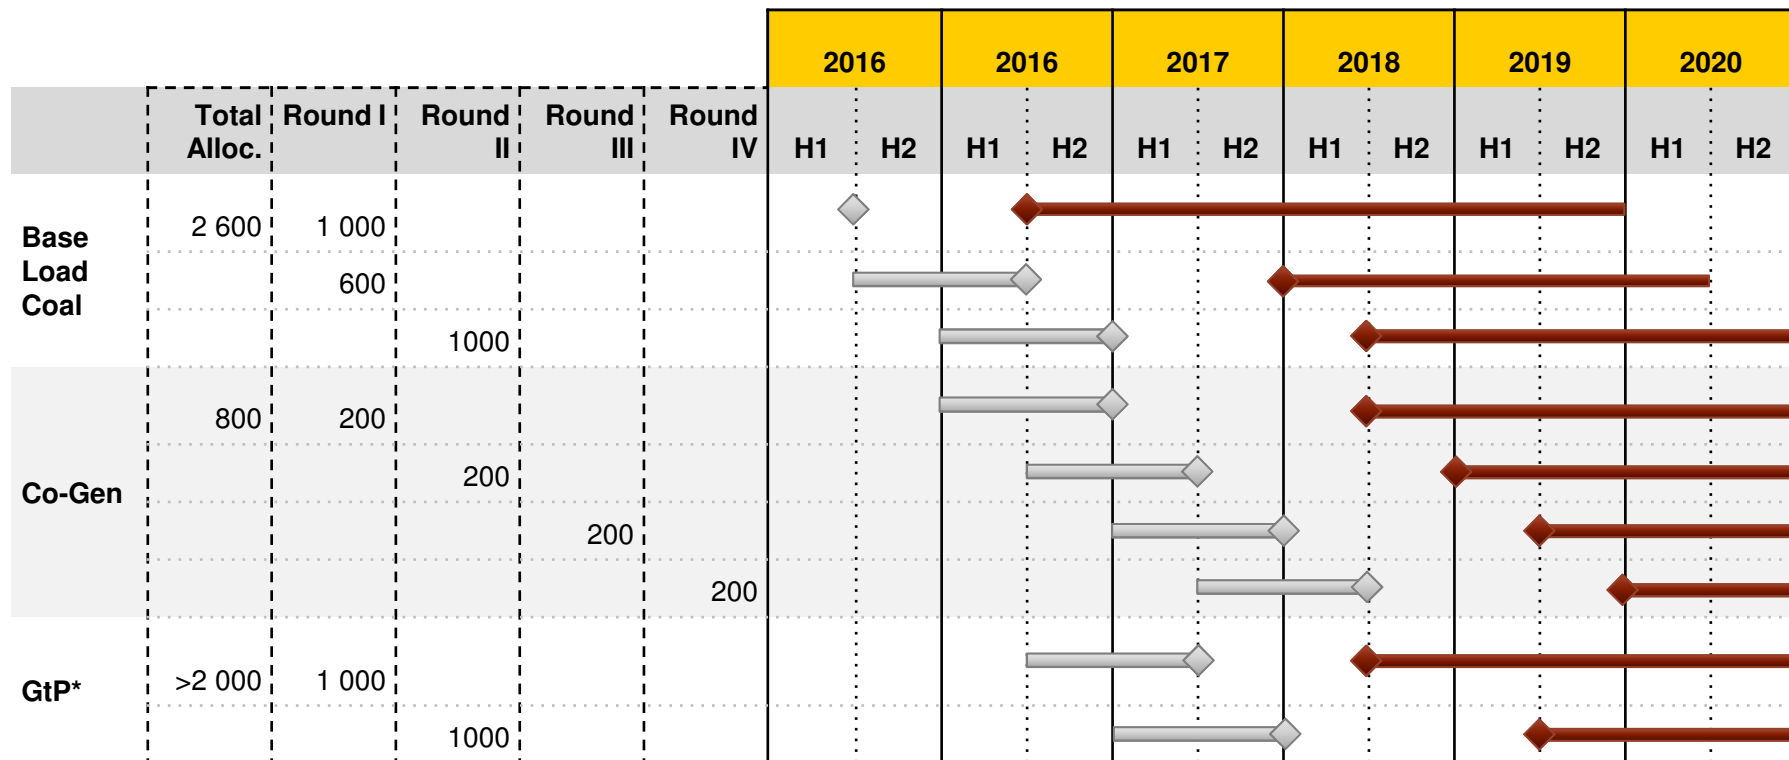 2016 2016 2017 2018 2019 2020
Total Alloc. Round I Round II Round III Round IV H1 H2 H1 H2 H1 H2 H1 H2 H1 H2 H1 H2
Base Load Coal
2 600 1 000
600
1000
Co-Gen
800 200
200
200
200
GtP*
>2 000 1 000
1000